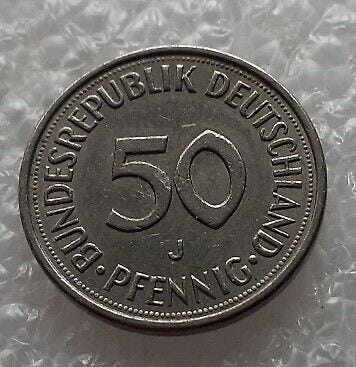 BUNDESREPUBLIK DEUTSCHLAND
50
J
· PFENNIG ·